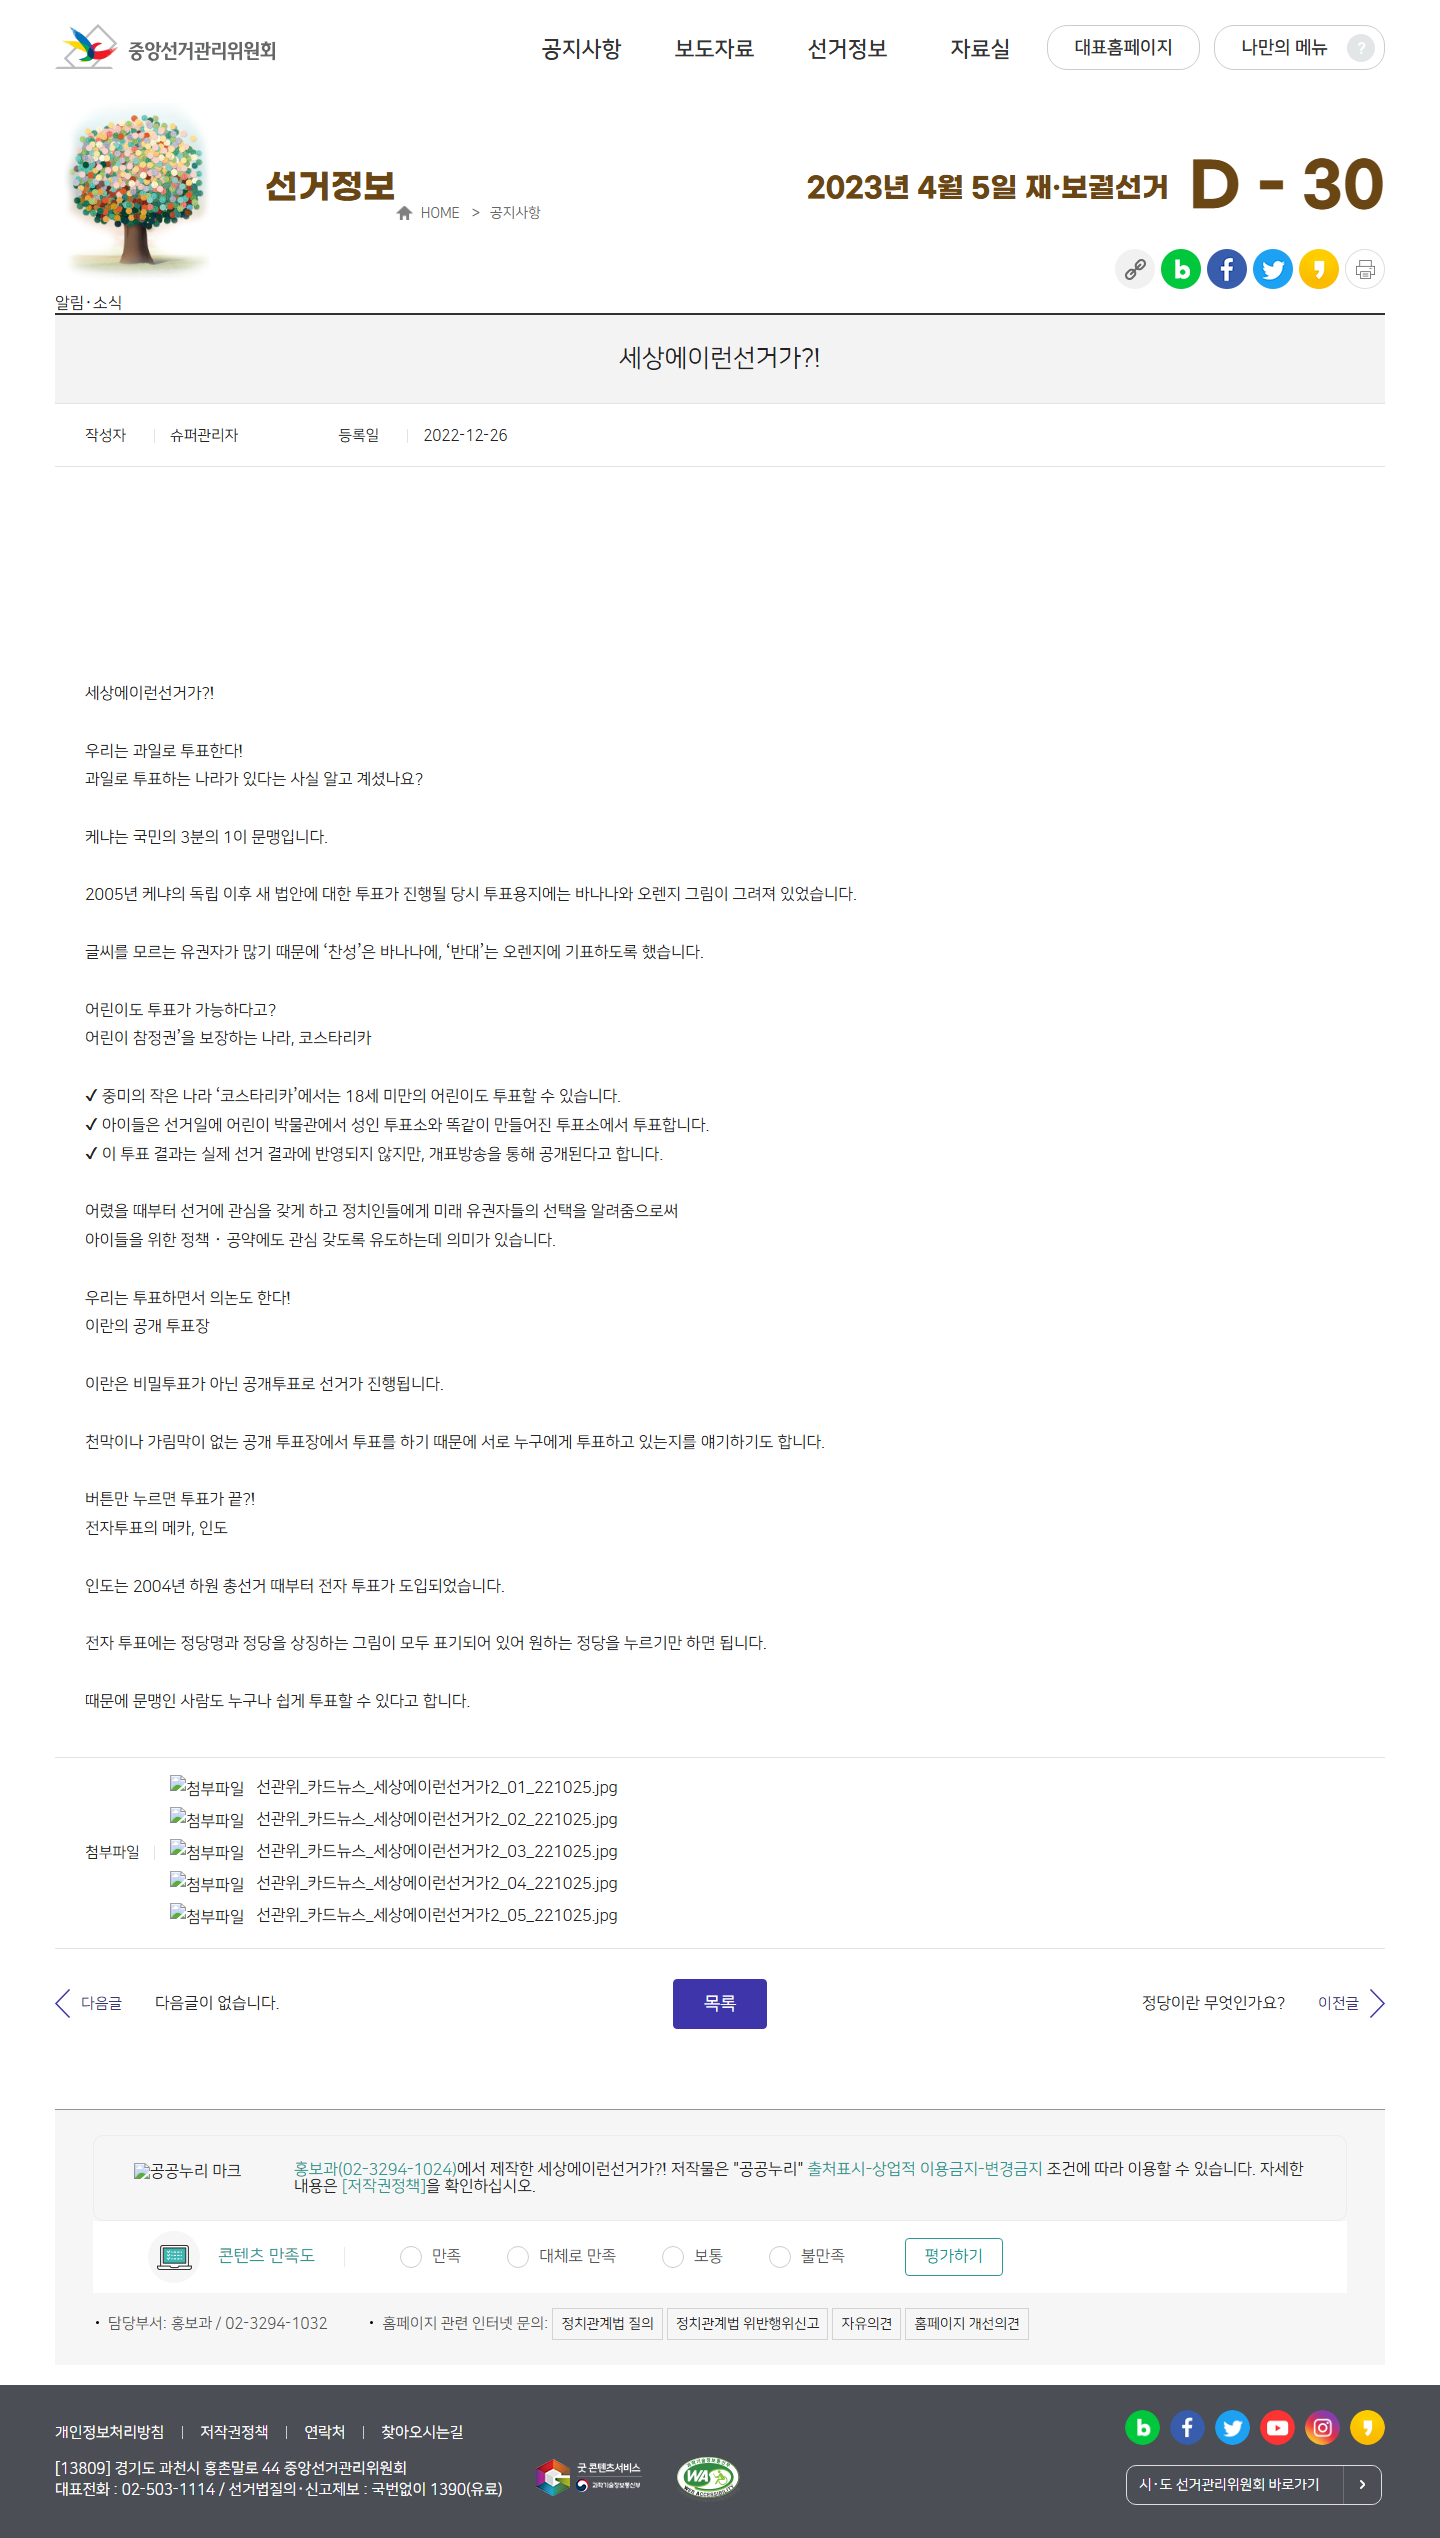 중앙선거관리위원회
공지사항 보도자료 선거정보 자료실 대표홈페이지 나만의 메뉴 ?
선거정보
HOME > 공지사항
2023년 4월 5일 재·보궐선거 D - 30
알림·소식
세상에이런선거가?!
작성자 슈퍼관리자 등록일 2022-12-26
세상에이런선거가?!
우리는 과일로 투표한다!
과일로 투표하는 나라가 있다는 사실 알고 계셨나요?
케냐는 국민의 3분의 1이 문맹입니다.
2005년 케냐의 독립 이후 새 법안에 대한 투표가 진행될 당시 투표용지에는 바나나와 오렌지 그림이 그려져 있었습니다.
글씨를 모르는 유권자가 많기 때문에 ‘찬성’은 바나나에, ‘반대’는 오렌지에 기표하도록 했습니다.
어린이도 투표가 가능하다고?
어린이 참정권’을 보장하는 나라, 코스타리카
✔ 중미의 작은 나라 ‘코스타리카’에서는 18세 미만의 어린이도 투표할 수 있습니다.
✔ 아이들은 선거일에 어린이 박물관에서 성인 투표소와 똑같이 만들어진 투표소에서 투표합니다.
✔ 이 투표 결과는 실제 선거 결과에 반영되지 않지만, 개표방송을 통해 공개된다고 합니다.
어렸을 때부터 선거에 관심을 갖게 하고 정치인들에게 미래 유권자들의 선택을 알려줌으로써
아이들을 위한 정책 · 공약에도 관심 갖도록 유도하는데 의미가 있습니다.
우리는 투표하면서 의논도 한다!
이란의 공개 투표장
이란은 비밀투표가 아닌 공개투표로 선거가 진행됩니다.
천막이나 가림막이 없는 공개 투표장에서 투표를 하기 때문에 서로 누구에게 투표하고 있는지를 얘기하기도 합니다.
버튼만 누르면 투표가 끝?!
전자투표의 메카, 인도
인도는 2004년 하원 총선거 때부터 전자 투표가 도입되었습니다.
전자 투표에는 정당명과 정당을 상징하는 그림이 모두 표기되어 있어 원하는 정당을 누르기만 하면 됩니다.
때문에 문맹인 사람도 누구나 쉽게 투표할 수 있다고 합니다.
첨부파일
첨부파일 선관위_카드뉴스_세상에이런선거가2_01_221025.jpg
첨부파일 선관위_카드뉴스_세상에이런선거가2_02_221025.jpg
첨부파일 선관위_카드뉴스_세상에이런선거가2_03_221025.jpg
첨부파일 선관위_카드뉴스_세상에이런선거가2_04_221025.jpg
첨부파일 선관위_카드뉴스_세상에이런선거가2_05_221025.jpg
다음글 다음글이 없습니다. 목록 정당이란 무엇인가요? 이전글
공공누리 마크
홍보과(02-3294-1024)에서 제작한 세상에이런선거가?! 저작물은 "공공누리" 출처표시-상업적 이용금지-변경금지 조건에 따라 이용할 수 있습니다. 자세한
내용은 [저작권정책]을 확인하십시오.
콘텐츠 만족도 만족 대체로 만족 보통 불만족 평가하기
• 담당부서: 홍보과 / 02-3294-1032 • 홈페이지 관련 인터넷 문의: 정치관계법 질의 정치관계법 위반행위신고 자유의견 홈페이지 개선의견
개인정보처리방침 저작권정책 연락처 찾아오시는길
[13809] 경기도 과천시 홍촌말로 44 중앙선거관리위원회
대표전화 : 02-503-1114 / 선거법질의·신고제보 : 국번없이 1390(유료)
굿 콘텐츠서비스
과학기술정보통신부
WA
WEB ACCESSIBILITY
시·도 선거관리위원회 바로가기